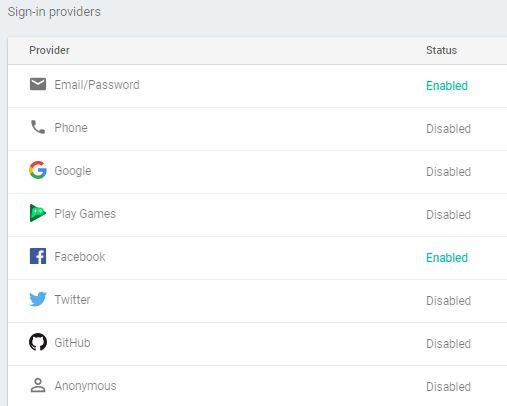 Sign-in providers
Provider Status
Email/Password Enabled
Phone Disabled
Google Disabled
Play Games Disabled
Facebook Enabled
Twitter Disabled
GitHub Disabled
Anonymous Disabled